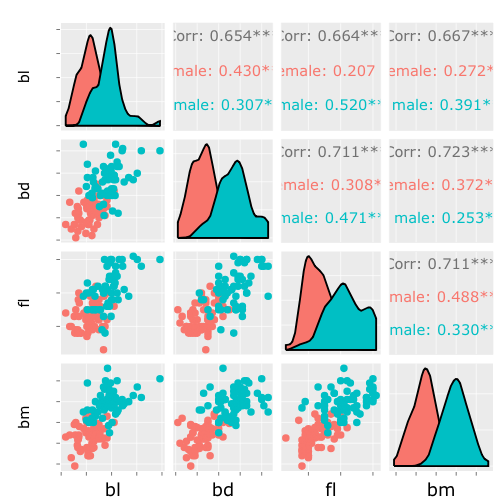 bl
Corr: 0.654**
Corr: 0.664**
Corr: 0.667**
male: 0.430*
emale: 0.207
emale: 0.272*
male: 0.307*
male: 0.520**
male: 0.391*
bd
Corr: 0.711**
Corr: 0.723**
emale: 0.308*
emale: 0.372*
male: 0.471**
male: 0.253*
fl
Corr: 0.711**
male: 0.488**
male: 0.330**
bm
bl
bd
fl
bm